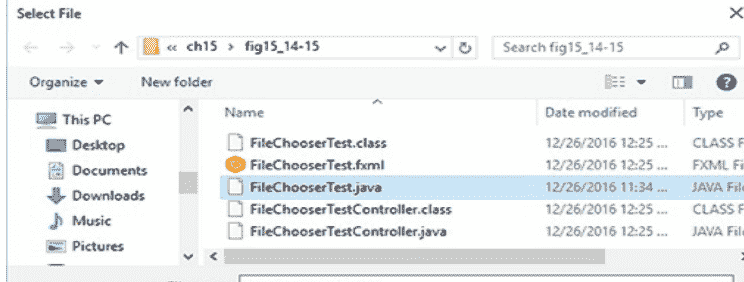 Select File
« ch15 > fig15_14-15
Search fig15_14-15
Organize
New folder
This PC
Desktop
Documents
Downloads
Music
Pictures
Name Date modified Type
FileChooserTest.class 12/26/2016 12:25 ... CLASS F
FileChooserTest.fxml 12/26/2016 12:25 ... FXML Fi
FileChooserTest.java 12/26/2016 11:34 ... JAVA File
FileChooserTestController.class 12/26/2016 12:25 ... CLASS F
FileChooserTestController.java 12/26/2016 12:25 ... JAVA File